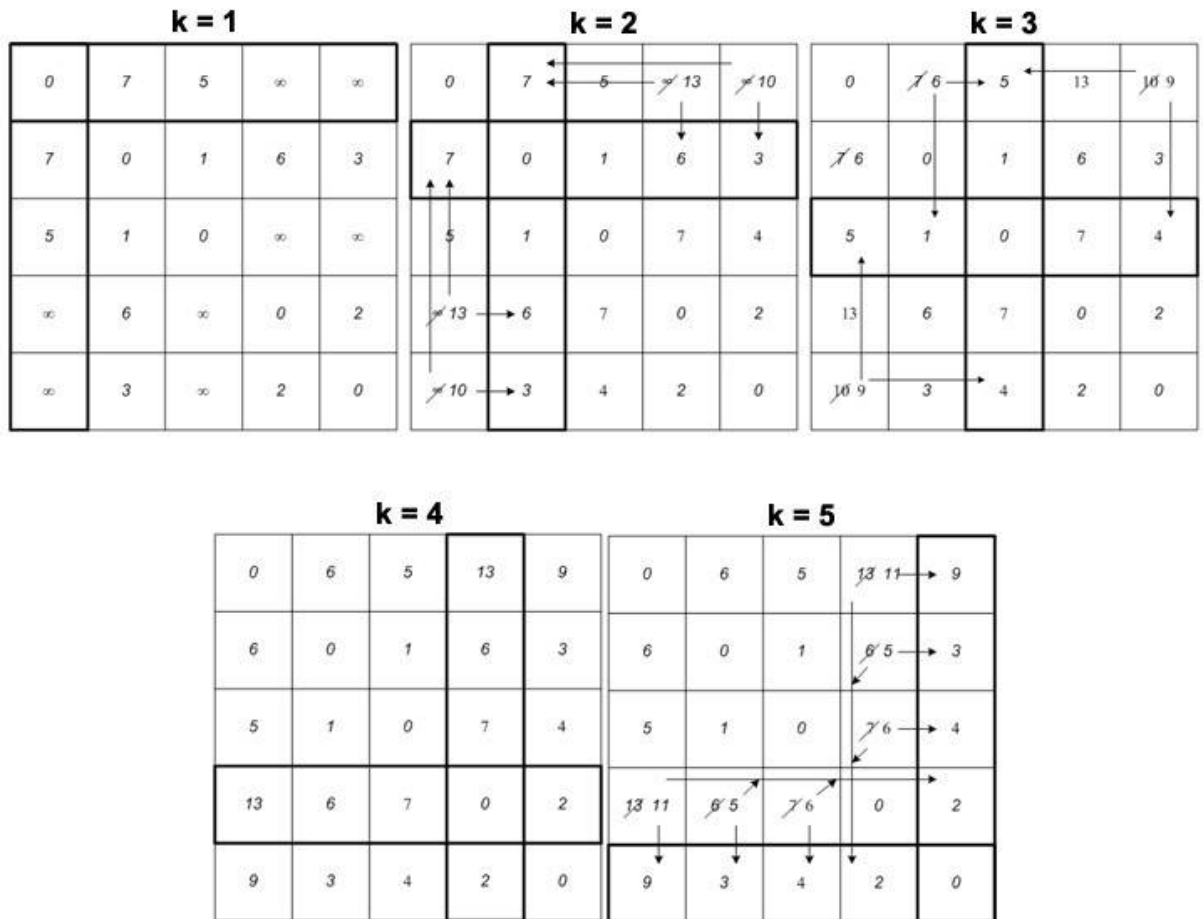 k = 1 k = 2 k = 3
0 7 5 ∞ ∞ 0 7 5 ∞ 13 ∞ 10 0 7 6 5 13 10 9
7 0 1 6 3 7 0 1 6 3 7 6 0 1 6 3
5 1 0 ∞ ∞ 5 1 0 7 4 5 1 0 7 4
∞ 6 ∞ 0 2 ∞ 13 6 7 0 2 13 6 7 0 2
∞ 3 ∞ 2 0 ∞ 10 3 4 2 0 10 9 3 4 2 0
k = 4 k = 5
0 6 5 13 9 0 6 5 13 11 9
6 0 1 6 3 6 0 1 6 5 3
5 1 0 7 4 5 1 0 7 6 4
13 6 7 0 2 13 11 6 5 7 6 0 2
9 3 4 2 0 9 3 4 2 0